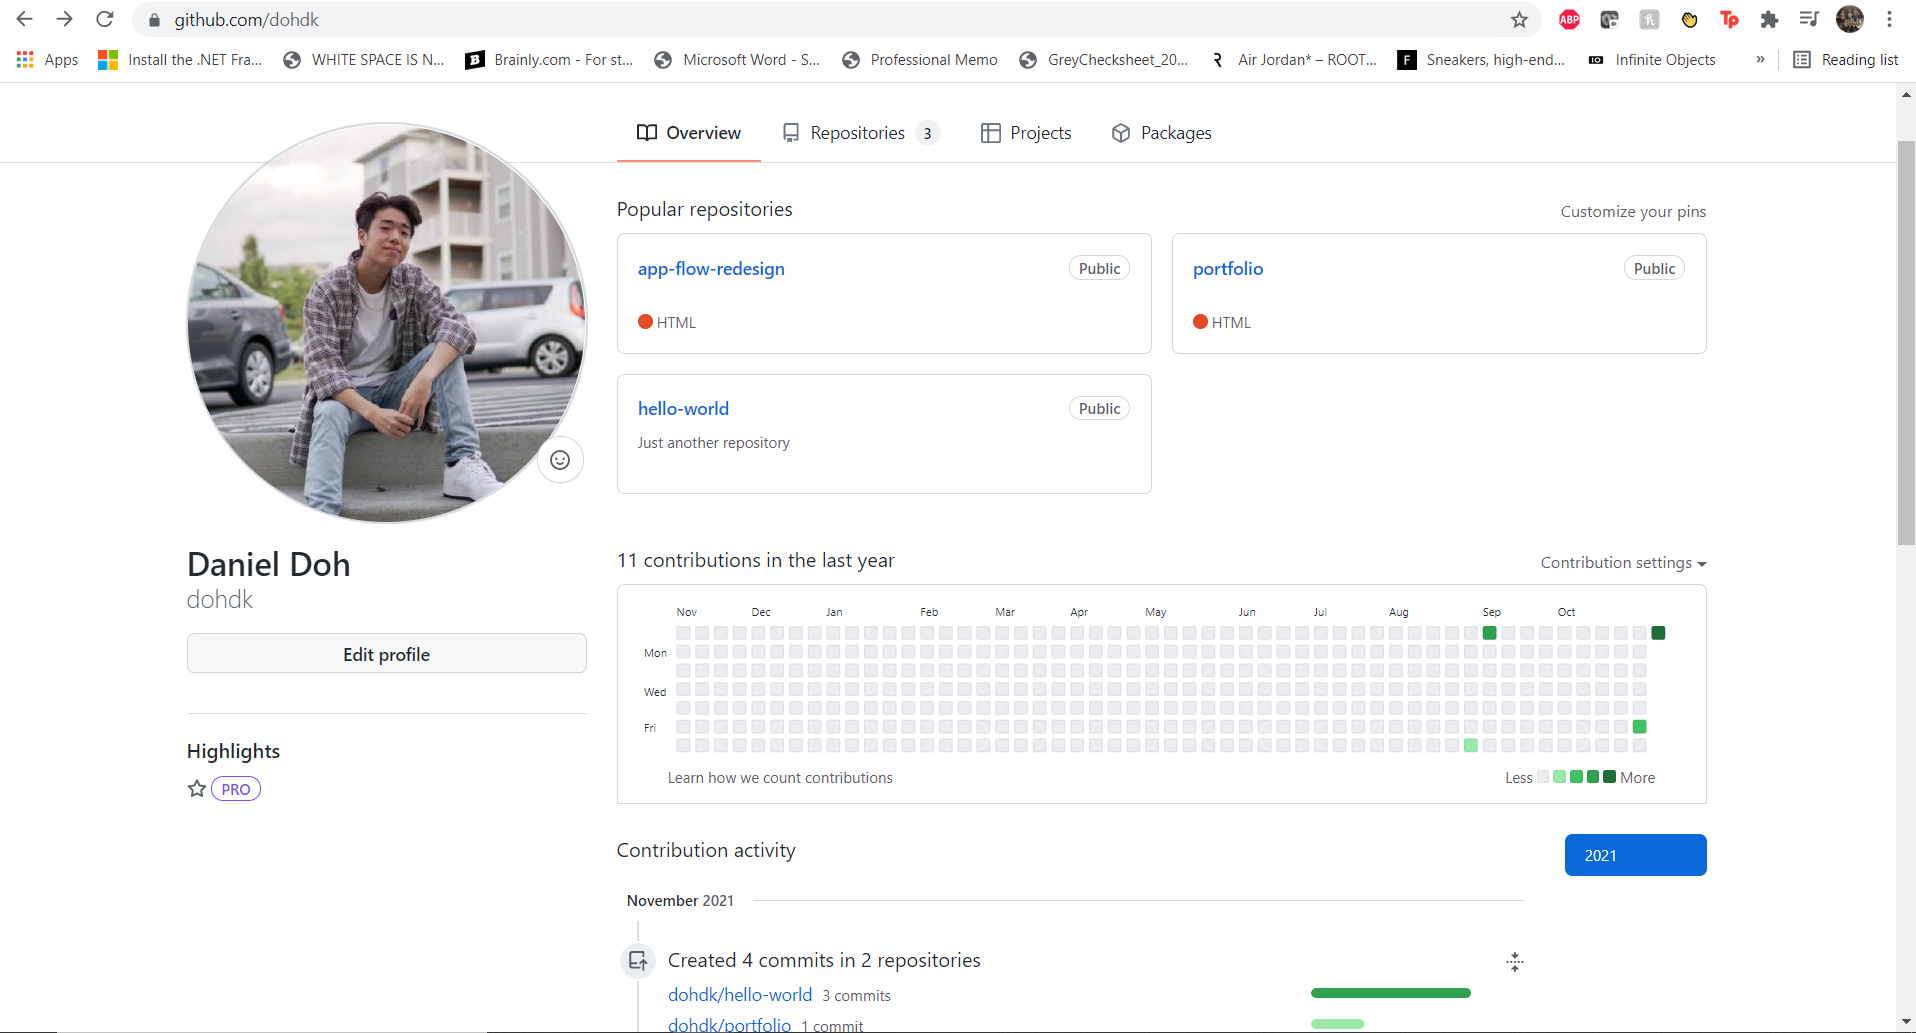 github.com/dohdk
ABP
Tp
Apps
Install the .NET Fra...
WHITE SPACE IS N...
B
Brainly.com - For st...
Microsoft Word - S...
Professional Memo
GreyChecksheet_20...
Air Jordan* – ROOT...
F
Sneakers, high-end...
IO
Infinite Objects
»
Reading list
Overview
Repositories 3
Projects
Packages
Popular repositories
Customize your pins
app-flow-redesign
Public
HTML
portfolio
Public
HTML
hello-world
Public
Just another repository
Daniel Doh
dohdk
Edit profile
Highlights
PRO
11 contributions in the last year
Contribution settings
Nov Dec Jan Feb Mar Apr May Jun Jul Aug Sep Oct
Mon
Wed
Fri
Learn how we count contributions
Less More
Contribution activity
2021
November 2021
Created 4 commits in 2 repositories
dohdk/hello-world 3 commits
dohdk/portfolio 1 commit